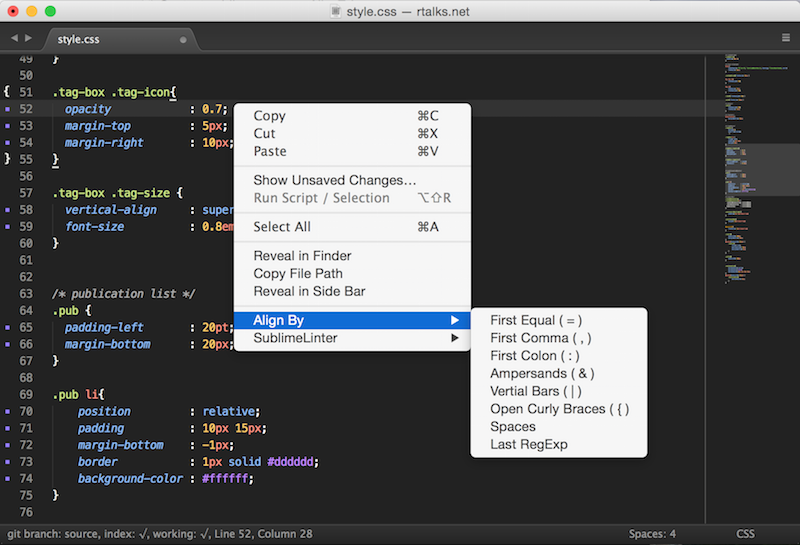 style.css — rtalks.net
style.css
49 }
50
{ 51 .tag-box .tag-icon{
52 opacity : 0.7;
53 margin-top : 5px;
54 margin-right : 10px;
} 55 }
56
57 .tag-box .tag-size {
58 vertical-align : super
59 font-size : 0.8em
60 }
61
62
63 /* publication list */
64 .pub {
65 padding-left : 20pt;
66 margin-bottom : 20px;
67 }
68
69 .pub li{
70 position : relative;
71 padding : 10px 15px;
72 margin-bottom : -1px;
73 border : 1px solid #dddddd;
74 background-color : #ffffff;
75 }
76
Copy ⌘C
Cut ⌘X
Paste ⌘V
Show Unsaved Changes...
Run Script / Selection ⌥⇧R
Select All ⌘A
Reveal in Finder
Copy File Path
Reveal in Side Bar
Align By
SublimeLinter
First Equal ( = )
First Comma ( , )
First Colon ( : )
Ampersands ( & )
Vertial Bars ( | )
Open Curly Braces ( { )
Spaces
Last RegExp
git branch: source, index: √, working: √, Line 52, Column 28 Spaces: 4 CSS